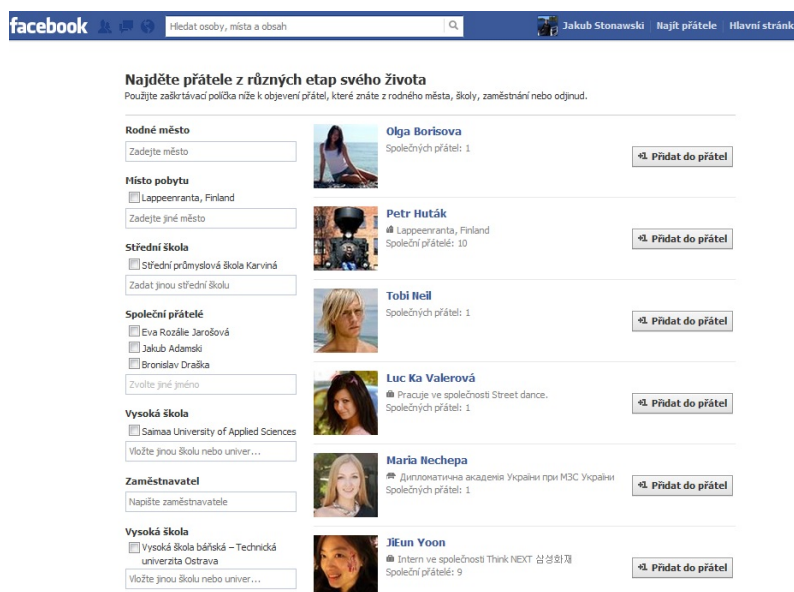 facebook
Hledat osoby, místa a obsah
Jakub Stonawski
Najít přátele
Hlavní stránk
Najděte přátele z různých etap svého života
Použijte zaškrtávací políčka níže k objevení přátel, které znáte z rodného města, školy, zaměstnání nebo odjinud.
Rodné město
Zadejte město
Místo pobytu
Lappeenranta, Finland
Zadejte jiné město
Střední škola
Střední průmyslová škola Karviná
Zadat jinou střední školu
Společní přátelé
Eva Rozálie Jarošová
Jakub Adamski
Bronislav Draška
Zvolte jiné jméno
Vysoká škola
Saimaa University of Applied Sciences
Vložte jinou školu nebo univer...
Zaměstnavatel
Napište zaměstnavatele
Vysoká škola
Vysoká škola báňská – Technická
univerzita Ostrava
Vložte jinou školu nebo univer...
Olga Borisova
Společných přátel: 1
+1 Přidat do přátel
Petr Huták
Lappeenranta, Finland
Společní přátelé: 10
+1 Přidat do přátel
Tobi Neil
Společných přátel: 1
+1 Přidat do přátel
Luc Ka Valerová
Pracuje ve společnosti Street dance.
Společných přátel: 1
+1 Přidat do přátel
Maria Nechepa
Дипломатична академія України при МЗС України
Společných přátel: 1
+1 Přidat do přátel
JiEun Yoon
Intern ve společnosti Think NEXT 삼성화재
Společní přátelé: 9
+1 Přidat do přátel